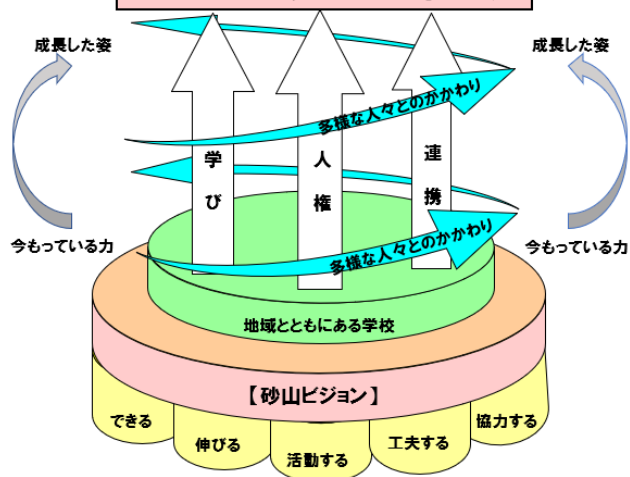 成長した姿
成長した姿
多様な人々とのかかわり
学び
人権
連携
今もっている力
今もっている力
多様な人々とのかかわり
地域とともにある学校
【砂山ビジョン】
できる
伸びる
活動する
工夫する
協力する